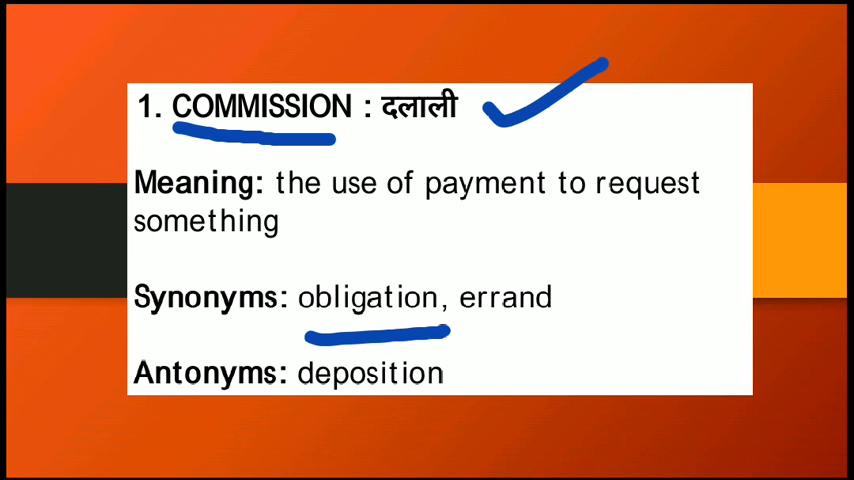 1. COMMISSION : दलाली
Meaning: the use of payment to request
something
Synonyms: obligation, errand
Antonyms: deposition